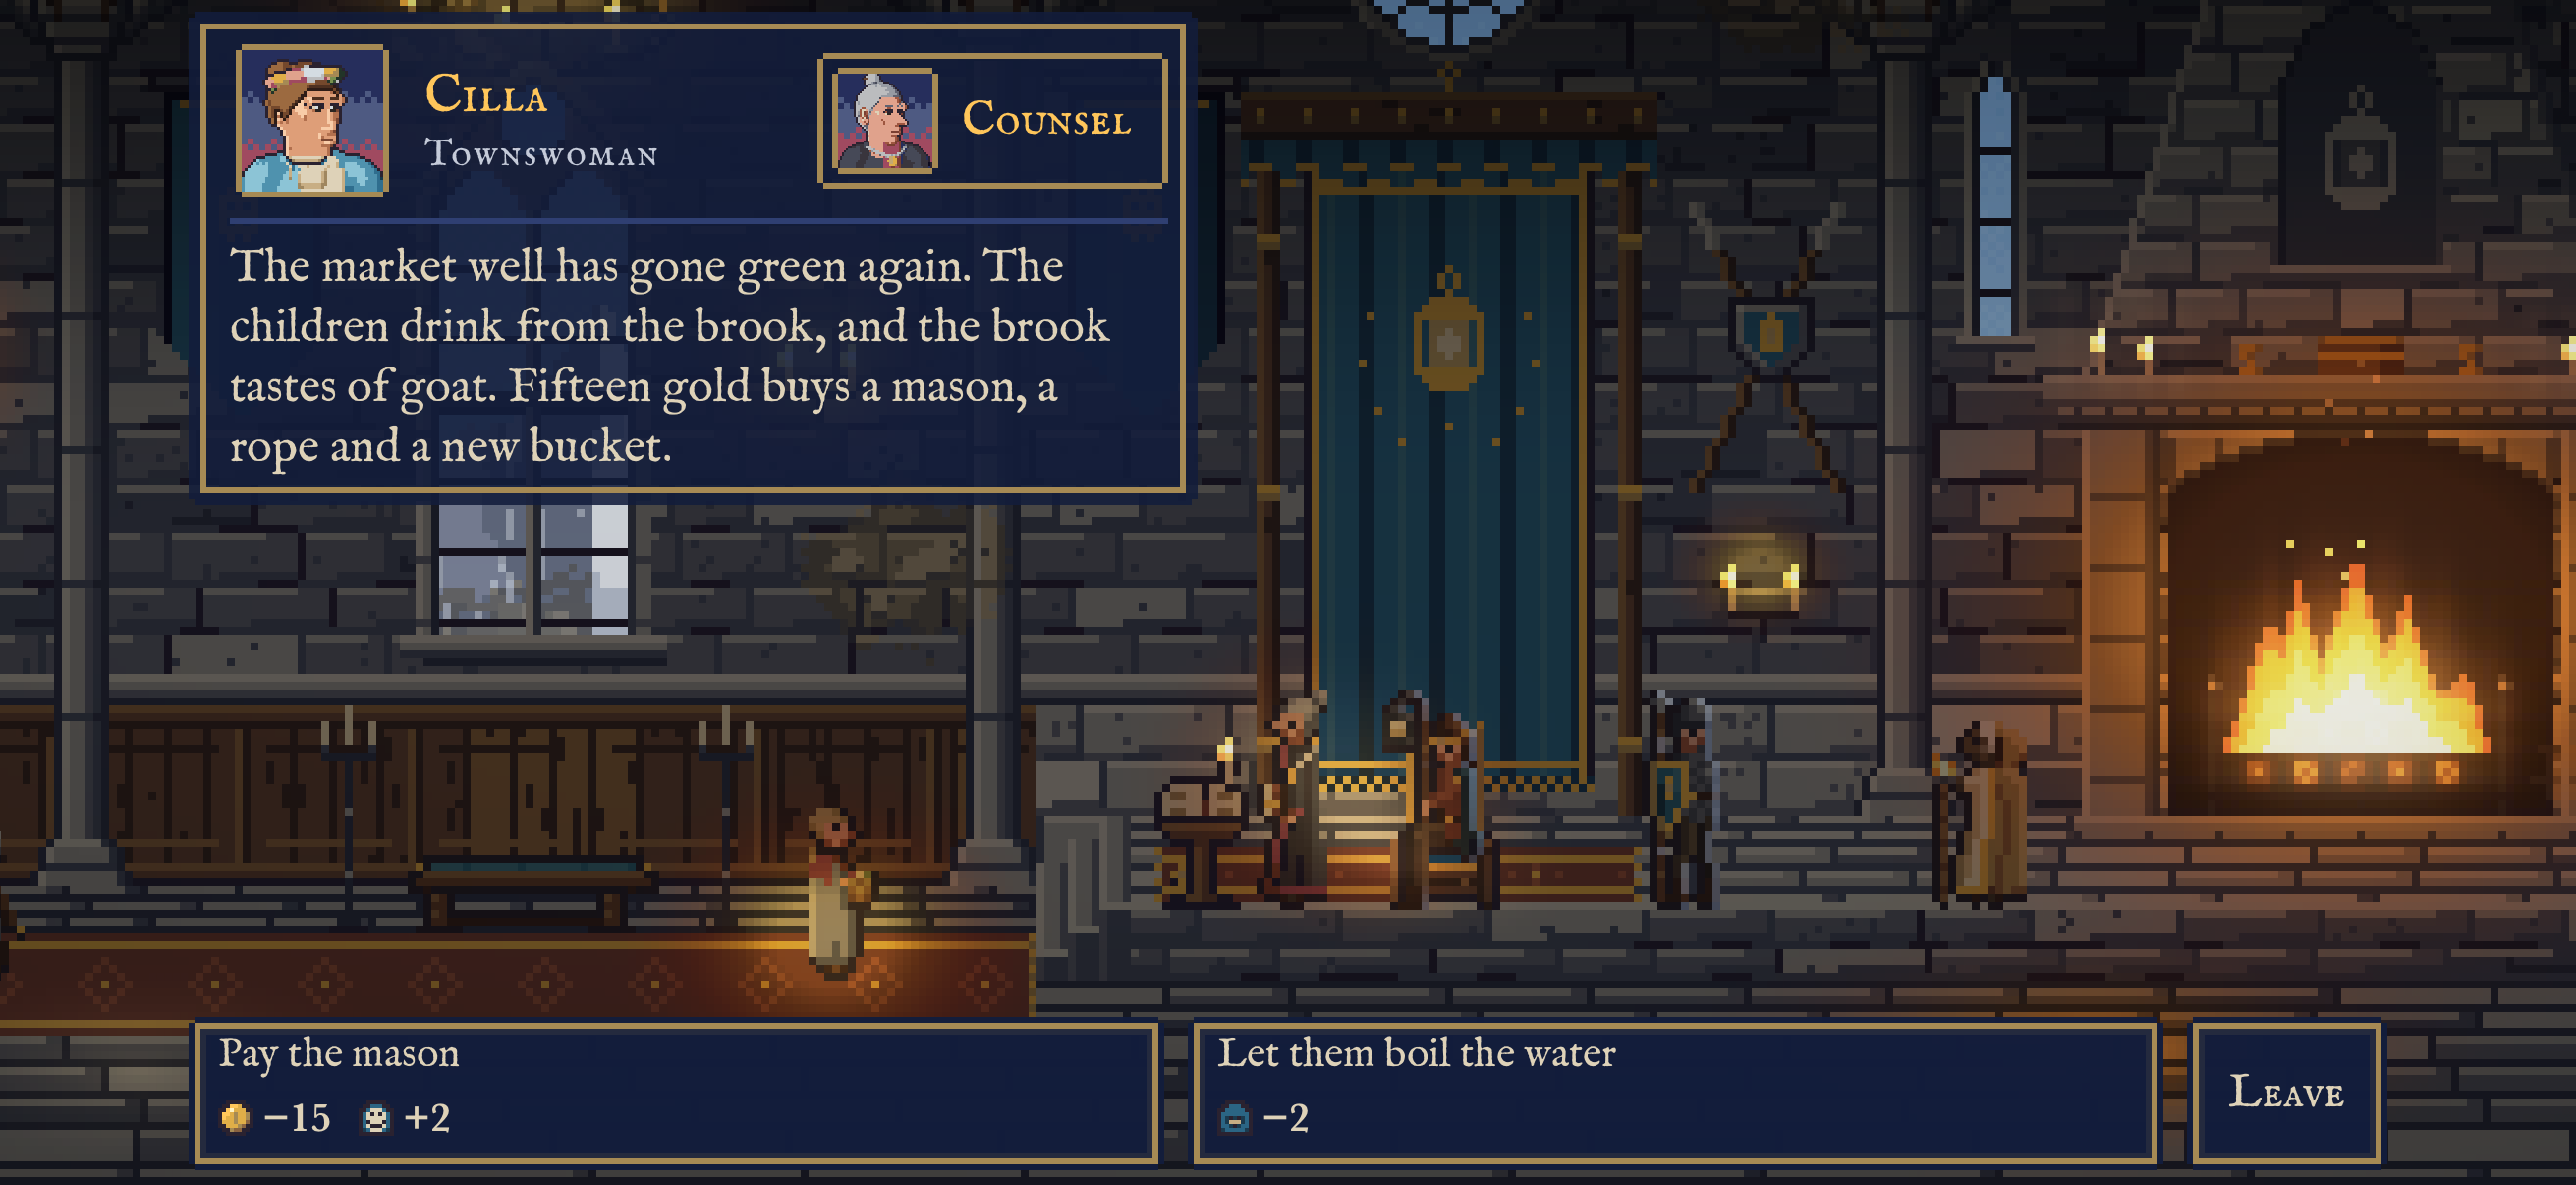 Cilla
Townswoman
Counsel
The market well has gone green again. The
children drink from the brook, and the brook
tastes of goat. Fifteen gold buys a mason, a
rope and a new bucket.
Pay the mason
−15 +2
Let them boil the water
−2
Leave